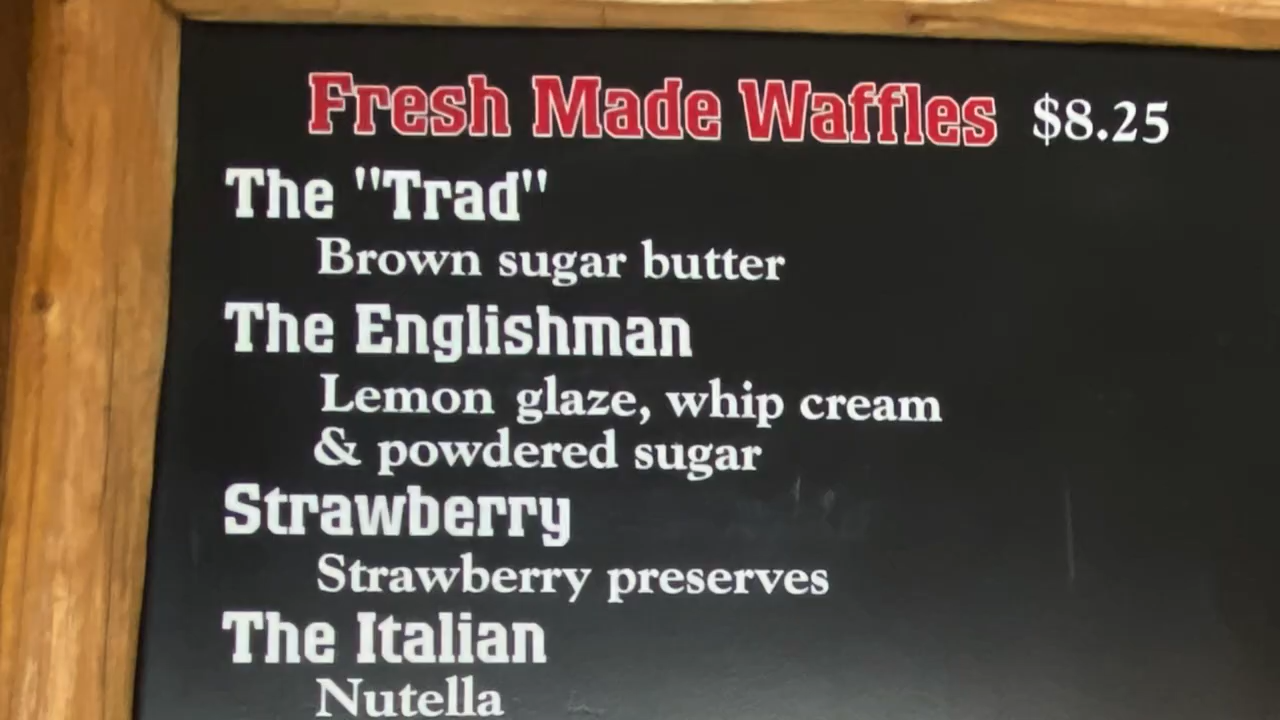 Fresh Made Waffles $8.25
The "Trad"
Brown sugar butter
The Englishman
Lemon glaze, whip cream
& powdered sugar
Strawberry
Strawberry preserves
The Italian
Nutella